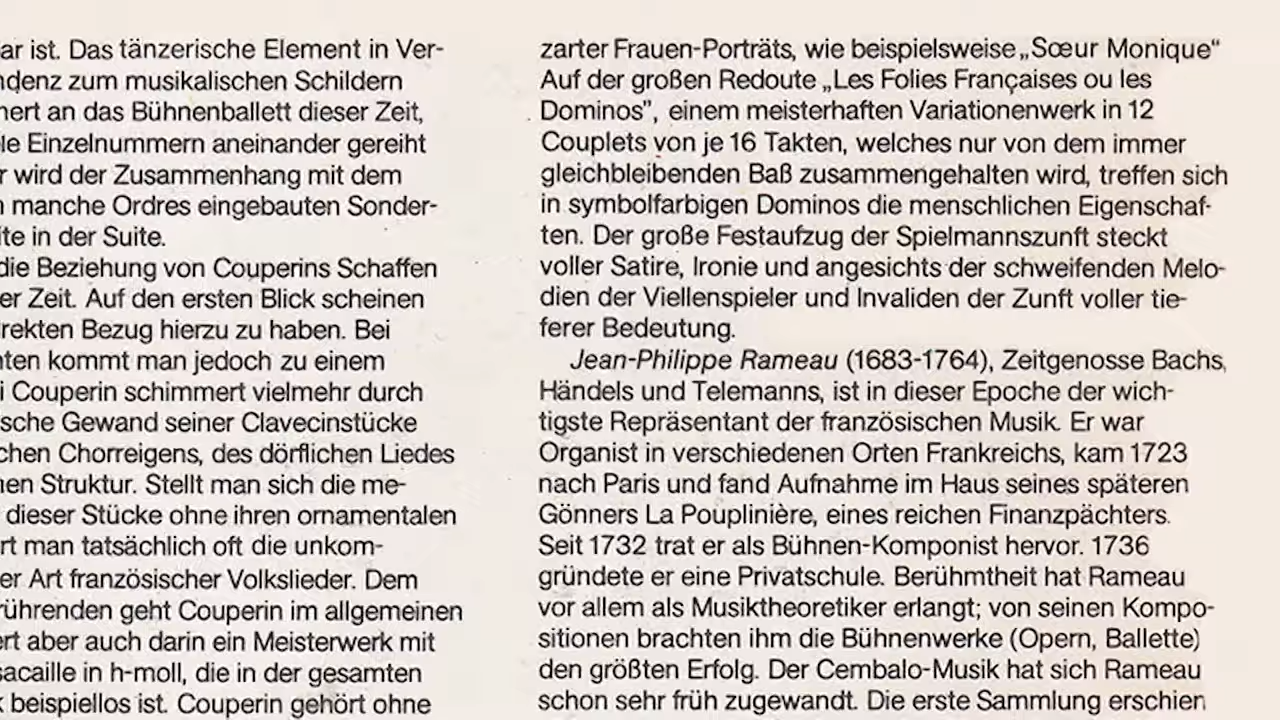 ar ist. Das tänzerische Element in Ver-
ndenz zum musikalischen Schildern
nert an das Bühnenballett dieser Zeit,
le Einzelnummern aneinander gereiht
r wird der Zusammenhang mit dem
n manche Ordres eingebauten Sonder-
ite in der Suite.
die Beziehung von Couperins Schaffen
er Zeit. Auf den ersten Blick scheinen
rekten Bezug hierzu zu haben. Bei
nten kommt man jedoch zu einem
i Couperin schimmert vielmehr durch
sche Gewand seiner Clavecinstücke
chen Chorreigens, des dörflichen Liedes
nen Struktur. Stellt man sich die me-
dieser Stücke ohne ihren ornamentalen
rt man tatsächlich oft die unkom-
er Art französischer Volkslieder. Dem
rührenden geht Couperin im allgemeinen
ert aber auch darin ein Meisterwerk mit
sacaille in h-moll, die in der gesamten
k beispiellos ist. Couperin gehört ohne
zarter Frauen-Porträts, wie beispielsweise „Sœur Monique“
Auf der großen Redoute „Les Folies Françaises ou les
Dominos”, einem meisterhaften Variationenwerk in 12
Couplets von je 16 Takten, welches nur von dem immer
gleichbleibenden Baß zusammengehalten wird, treffen sich
in symbolfarbigen Dominos die menschlichen Eigenschaf-
ten. Der große Festaufzug der Spielmannszunft steckt
voller Satire, Ironie und angesichts der schweifenden Melo-
dien der Viellenspieler und Invaliden der Zunft voller tie-
ferer Bedeutung.
Jean-Philippe Rameau (1683-1764), Zeitgenosse Bachs,
Händels und Telemanns, ist in dieser Epoche der wich-
tigste Repräsentant der französischen Musik. Er war
Organist in verschiedenen Orten Frankreichs, kam 1723
nach Paris und fand Aufnahme im Haus seines späteren
Gönners La Pouplinière, eines reichen Finanzpächters.
Seit 1732 trat er als Bühnen-Komponist hervor. 1736
gründete er eine Privatschule. Berühmtheit hat Rameau
vor allem als Musiktheoretiker erlangt; von seinen Kompo-
sitionen brachten ihm die Bühnenwerke (Opern, Ballette)
den größten Erfolg. Der Cembalo-Musik hat sich Rameau
schon sehr früh zugewandt. Die erste Sammlung erschien